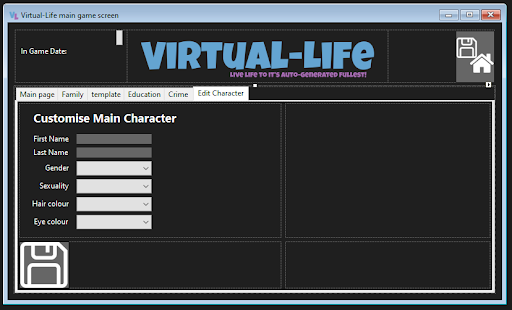 Virtual-Life main game screen
In Game Date:
VIRTUAL-LIFE
LIVE LIFE TO IT'S AUTO-GENERATED FULLEST!
Main page Family template Education Crime Edit Character
Customise Main Character
First Name
Last Name
Gender
Sexuality
Hair colour
Eye colour